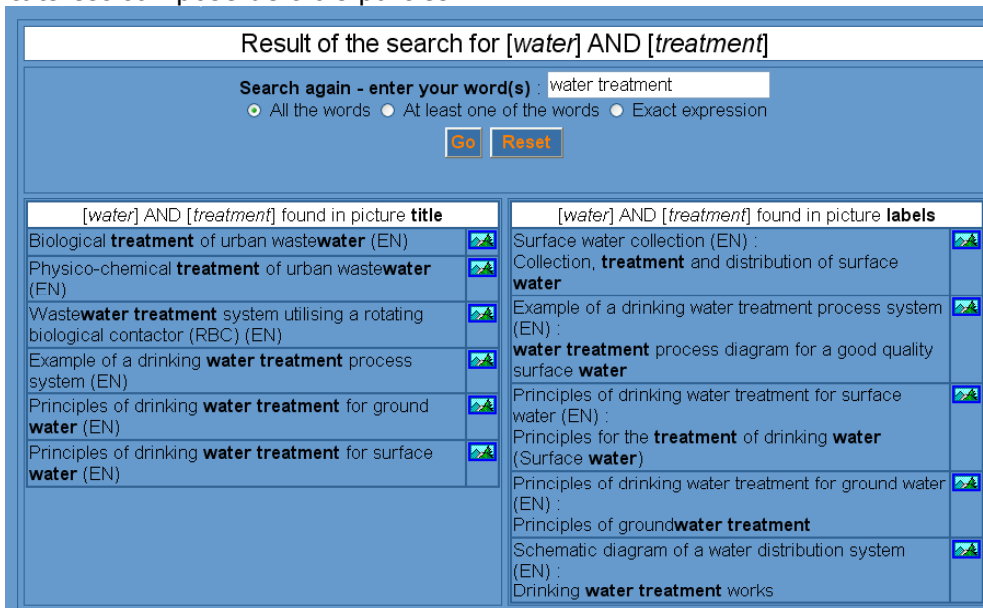 Result of the search for [water] AND [treatment]
Search again - enter your word(s) : water treatment
All the words At least one of the words Exact expression
Go Reset
[water] AND [treatment] found in picture title
Biological treatment of urban wastewater (EN)
Physico-chemical treatment of urban wastewater
(EN)
Wastewater treatment system utilising a rotating
biological contactor (RBC) (EN)
Example of a drinking water treatment process
system (EN)
Principles of drinking water treatment for ground
water (EN)
Principles of drinking water treatment for surface
water (EN)
[water] AND [treatment] found in picture labels
Surface water collection (EN) :
Collection, treatment and distribution of surface
water
Example of a drinking water treatment process system
(EN) :
water treatment process diagram for a good quality
surface water
Principles of drinking water treatment for surface
water (EN) :
Principles for the treatment of drinking water
(Surface water)
Principles of drinking water treatment for ground water
(EN) :
Principles of groundwater treatment
Schematic diagram of a water distribution system
(EN) :
Drinking water treatment works